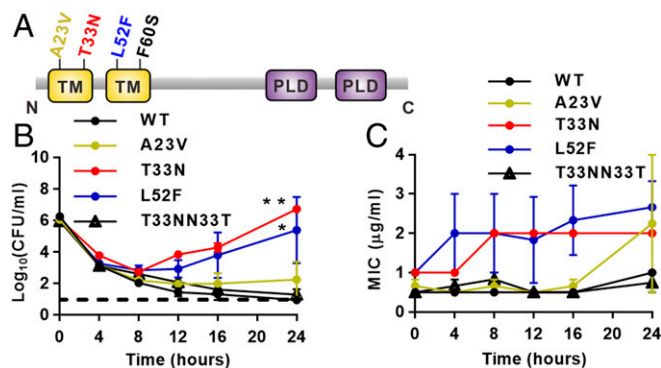 A
A23V
T33N
L52F
F60S
TM
TM
PLD
PLD
N
C
B
WT
A23V
T33N
L52F
T33NN33T
Log₁₀(CFU/ml)
10
8
6
4
2
0
* *
*
0
4
8
12
16
20
24
Time (hours)
C
WT
A23V
T33N
L52F
T33NN33T
MIC (µg/ml)
4
3
2
1
0
0
4
8
12
16
20
24
Time (hours)